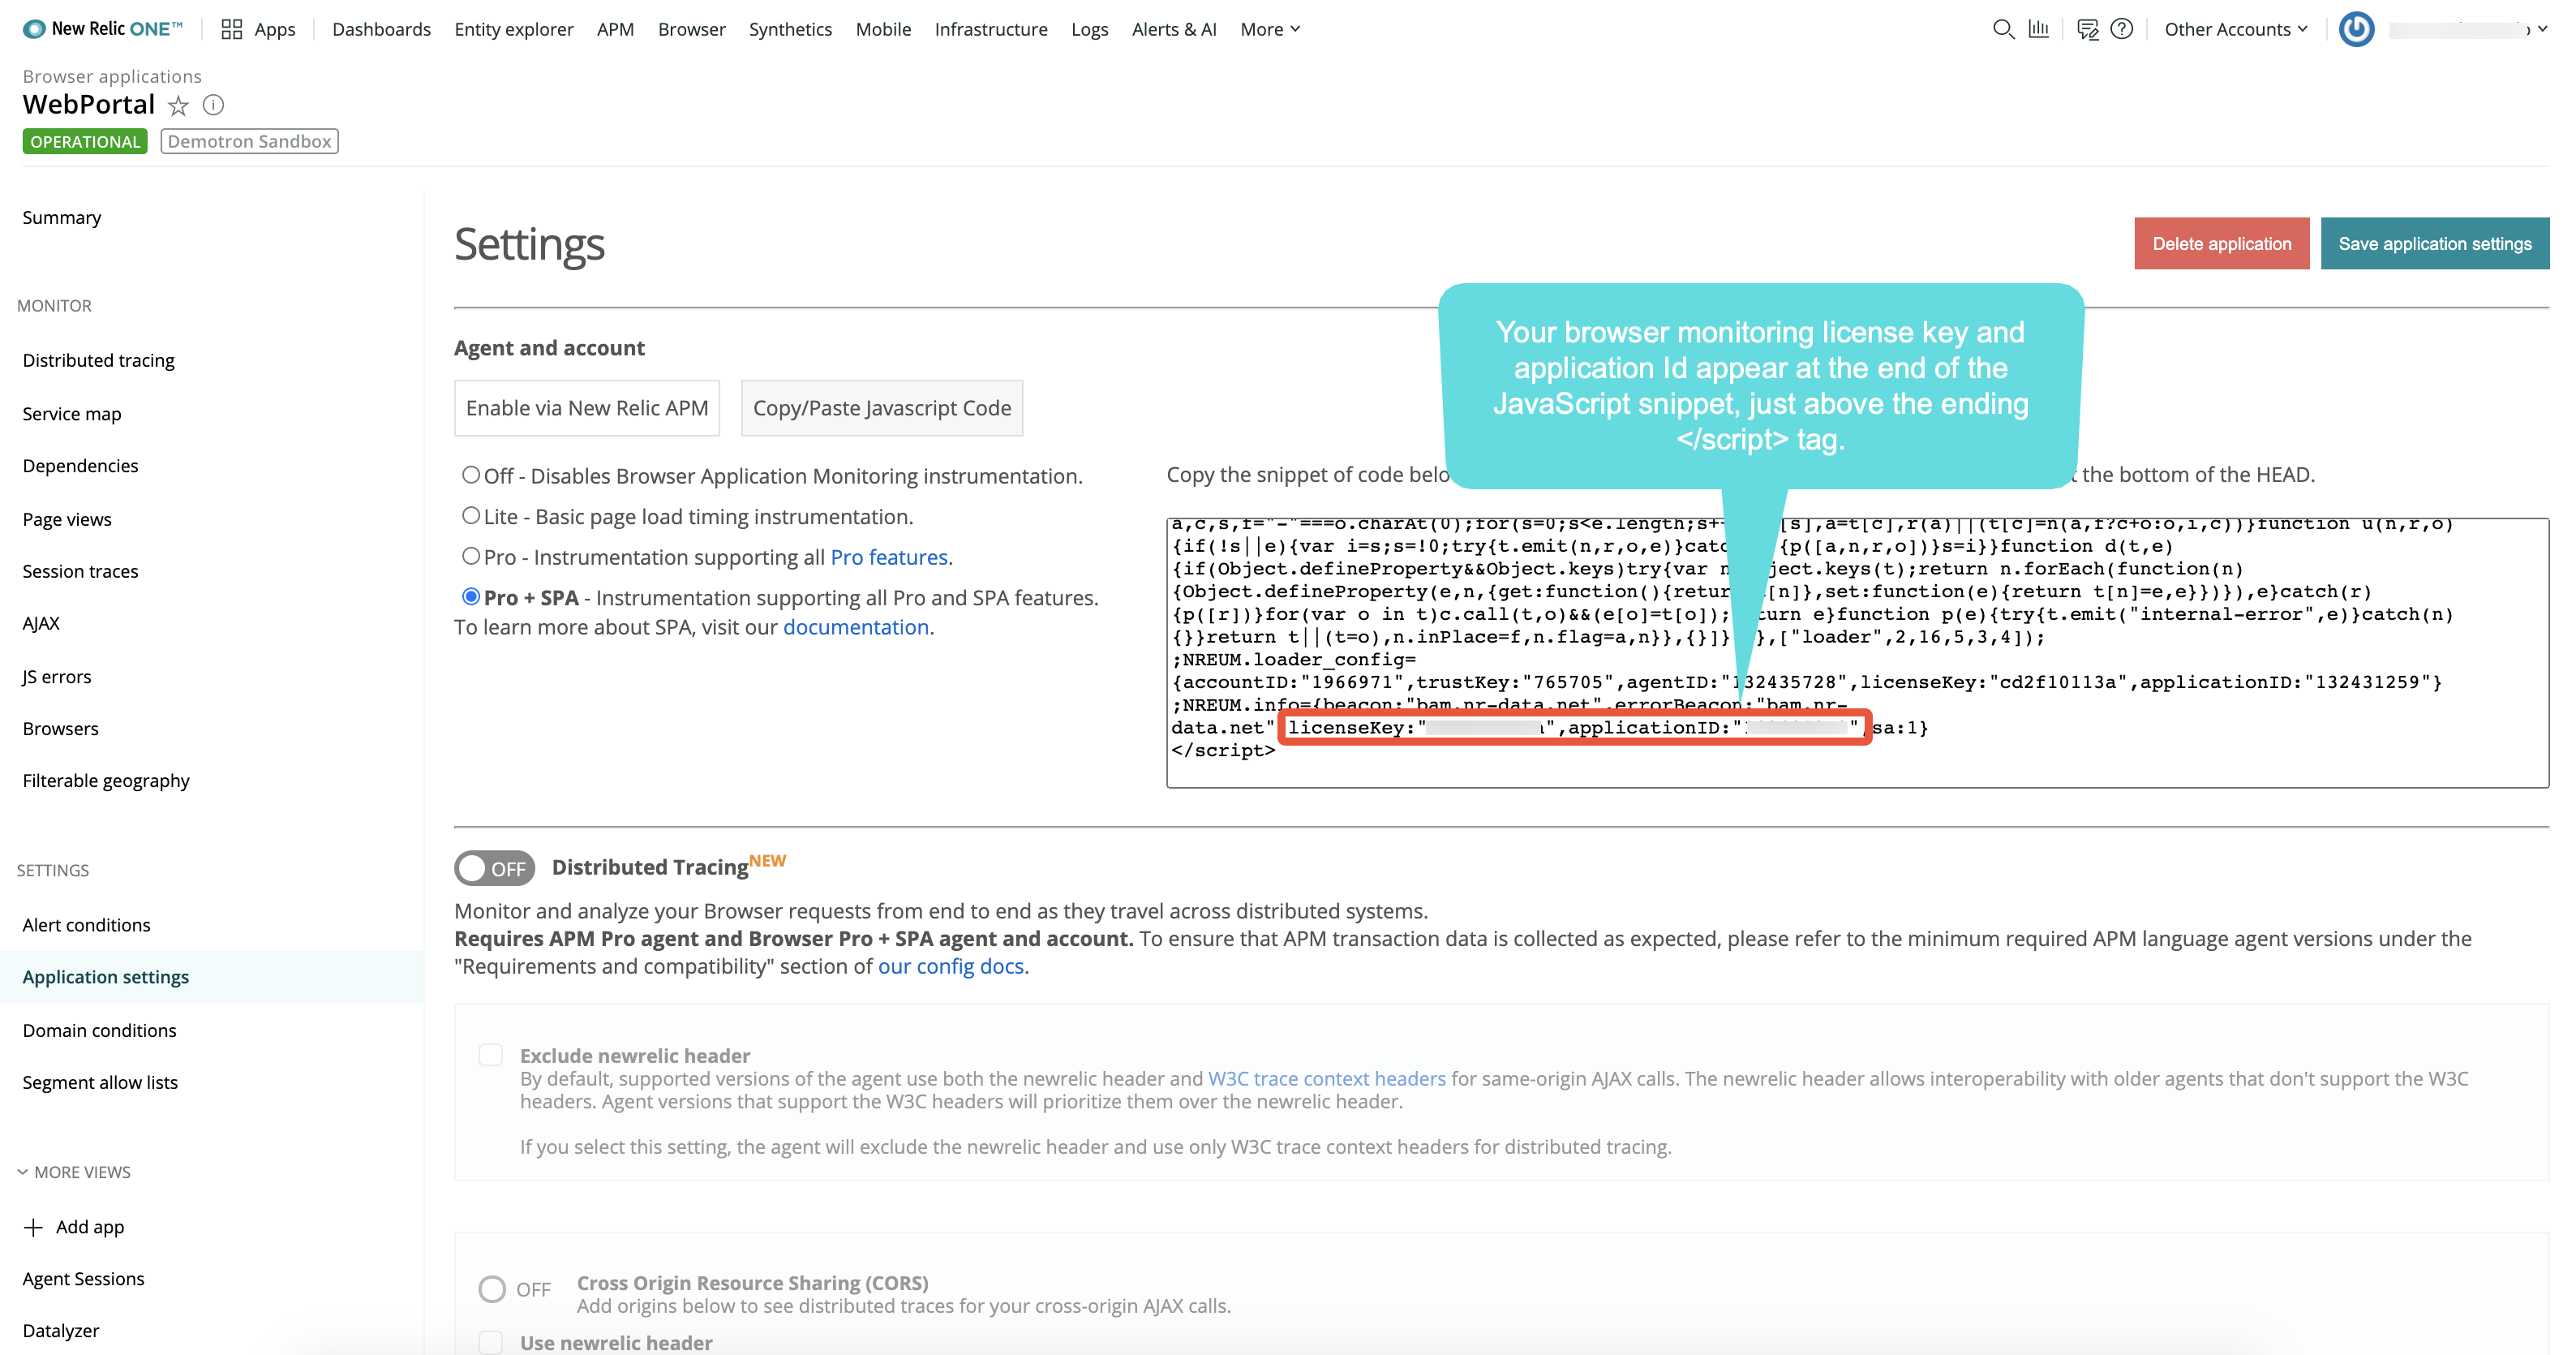 New Relic ONE™ Apps Dashboards Entity explorer APM Browser Synthetics Mobile Infrastructure Logs Alerts & AI More Other Accounts
Browser applications
WebPortal
OPERATIONAL Demotron Sandbox
Summary
MONITOR
Distributed tracing
Service map
Dependencies
Page views
Session traces
AJAX
JS errors
Browsers
Filterable geography
SETTINGS
Alert conditions
Application settings
Domain conditions
Segment allow lists
MORE VIEWS
Add app
Agent Sessions
Datalyzer
Settings
Delete application
Save application settings
Agent and account
Enable via New Relic APM
Copy/Paste Javascript Code
Off - Disables Browser Application Monitoring instrumentation.
Lite - Basic page load timing instrumentation.
Pro - Instrumentation supporting all Pro features.
Pro + SPA - Instrumentation supporting all Pro and SPA features.
To learn more about SPA, visit our documentation.
Your browser monitoring license key and
application Id appear at the end of the
JavaScript snippet, just above the ending
</script> tag.
Copy the snippet of code belo t the bottom of the HEAD.
a,c,s,f="-"===o.charAt(0);for(s=0;s<e.length;s+ [s],a=t[c],r(a)||(t[c]=n(a,f?c+o:o,i,c))}function u(n,r,o)
{if(!s||e){var i=s;s=!0;try{t.emit(n,r,o,e)}catc {p([a,n,r,o])}s=i}}function d(t,e)
{if(Object.defineProperty&&Object.keys)try{var n ject.keys(t);return n.forEach(function(n)
{Object.defineProperty(e,n,{get:function(){retur [n]},set:function(e){return t[n]=e,e}})}),e}catch(r)
{p([r])}for(var o in t)c.call(t,o)&&(e[o]=t[o]); turn e}function p(e){try{t.emit("internal-error",e)}catch(n)
{}}return t||(t=o),n.inPlace=f,n.flag=a,n}},{}]} },["loader",2,16,5,3,4]);
;NREUM.loader_config=
{accountID:"1966971",trustKey:"765705",agentID:"132435728",licenseKey:"cd2f10113a",applicationID:"132431259"}
;NREUM.info={beacon:"bam.nr-data.net",errorBeacon:"bam.nr-
data.net" licenseKey:" ",applicationID:" ",sa:1}
</script>
OFF Distributed Tracing NEW
Monitor and analyze your Browser requests from end to end as they travel across distributed systems.
Requires APM Pro agent and Browser Pro + SPA agent and account. To ensure that APM transaction data is collected as expected, please refer to the minimum required APM language agent versions under the
"Requirements and compatibility" section of our config docs.
Exclude newrelic header
By default, supported versions of the agent use both the newrelic header and W3C trace context headers for same-origin AJAX calls. The newrelic header allows interoperability with older agents that don't support the W3C
headers. Agent versions that support the W3C headers will prioritize them over the newrelic header.
If you select this setting, the agent will exclude the newrelic header and use only W3C trace context headers for distributed tracing.
OFF Cross Origin Resource Sharing (CORS)
Add origins below to see distributed traces for your cross-origin AJAX calls.
Use newrelic header